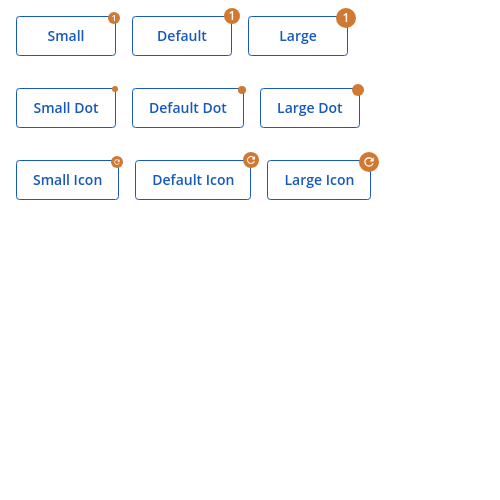 Small 1 Default 1 Large 1
Small Dot Default Dot Large Dot
Small Icon Default Icon Large Icon